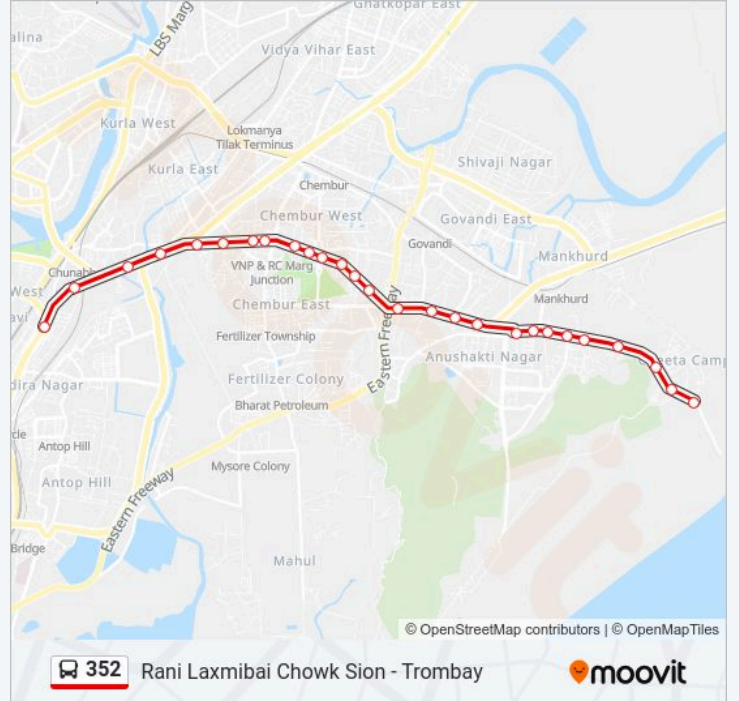 Ghatkopar East
alina
LBS Marg
Vidya Vihar East
Kurla West
Lokmanya
Tilak Terminus
Shivaji Nagar
Kurla East
Chembur
Chembur West
Govandi East
Govandi
Mankhurd
VNP & RC Marg
Junction
Chunabh
West
Mankhurd
avi
Chembur East
Fertilizer Township
Eastern Freeway
Anushakti Nagar
Cheeta Camp
Fertilizer Colony
dira Nagar
Bharat Petroleum
rcle
Antop Hill
Mysore Colony
Antop Hill
Eastern Freeway
Bridge
Mahul
© OpenStreetMap contributors | © OpenMapTiles
352 Rani Laxmibai Chowk Sion - Trombay
moovit